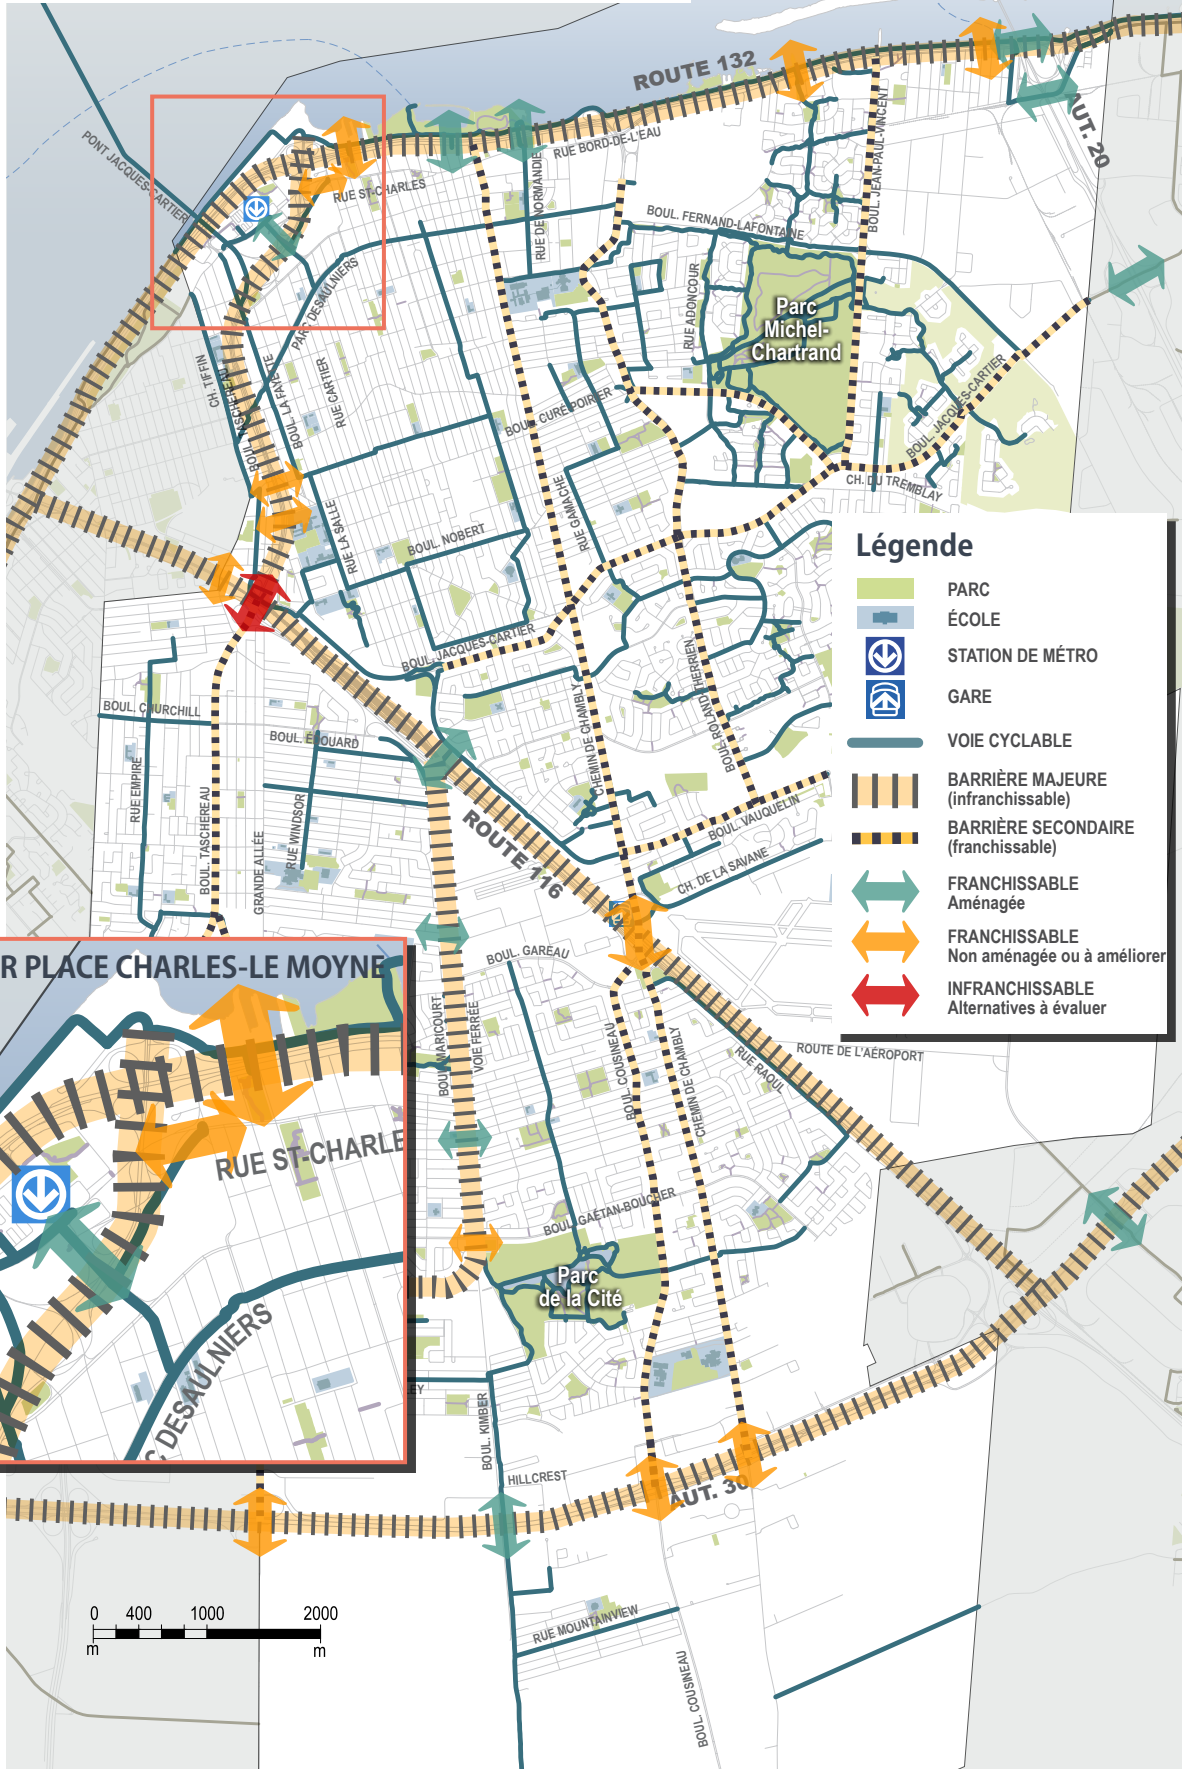 ROUTE 132
AUT. 20
PONT JACQUES-CARTIER
RUE BORD-DE-L'EAU
RUE ST-CHARLES
RUE DE NORMANDIE
BOUL. JEAN-PAUL-VINCENT
BOUL. FERNAND-LAFONTAINE
PARC DESAULNIERS
RUE ADONCOUR
Parc
Michel-
Chartrand
CH. TIFFIN
BOUL. TASCHEREAU
BOUL. LA FAYETTE
RUE CARTIER
BOUL. CURÉ-POIRIER
BOUL. JACQUES-CARTIER
CH. DU TREMBLAY
RUE GAMACHE
RUE LA SALLE
BOUL. NOBERT
BOUL. JACQUES-CARTIER
BOUL. ROLAND-THERRIEN
CHEMIN DE CHAMBLY
BOUL. CHURCHILL
BOUL. ÉDOUARD
RUE EMPIRE
BOUL. TASCHEREAU
GRANDE ALLÉE
RUE WINDSOR
ROUTE 116
BOUL. VAUQUELIN
CH. DE LA SAVANE
Légende
PARC
ÉCOLE
STATION DE MÉTRO
GARE
VOIE CYCLABLE
BARRIÈRE MAJEURE
(infranchissable)
BARRIÈRE SECONDAIRE
(franchissable)
FRANCHISSABLE
Aménagée
FRANCHISSABLE
Non aménagée ou à améliorer
INFRANCHISSABLE
Alternatives à évaluer
BOUL. GAREAU
BOUL. MARICOURT
VOIE FERRÉE
BOUL. COUSINEAU
CHEMIN DE CHAMBLY
RUE RAOUL
ROUTE DE L'AÉROPORT
R PLACE CHARLES-LE MOYNE
RUE ST-CHARLE
C DESAULNIERS
BOUL. GAÉTAN-BOUCHER
Parc
de la Cité
LEY
BOUL. KIMBER
HILLCREST
AUT. 30
RUE MOUNTAINVIEW
BOUL. COUSINEAU
0 400 1000 2000
m m